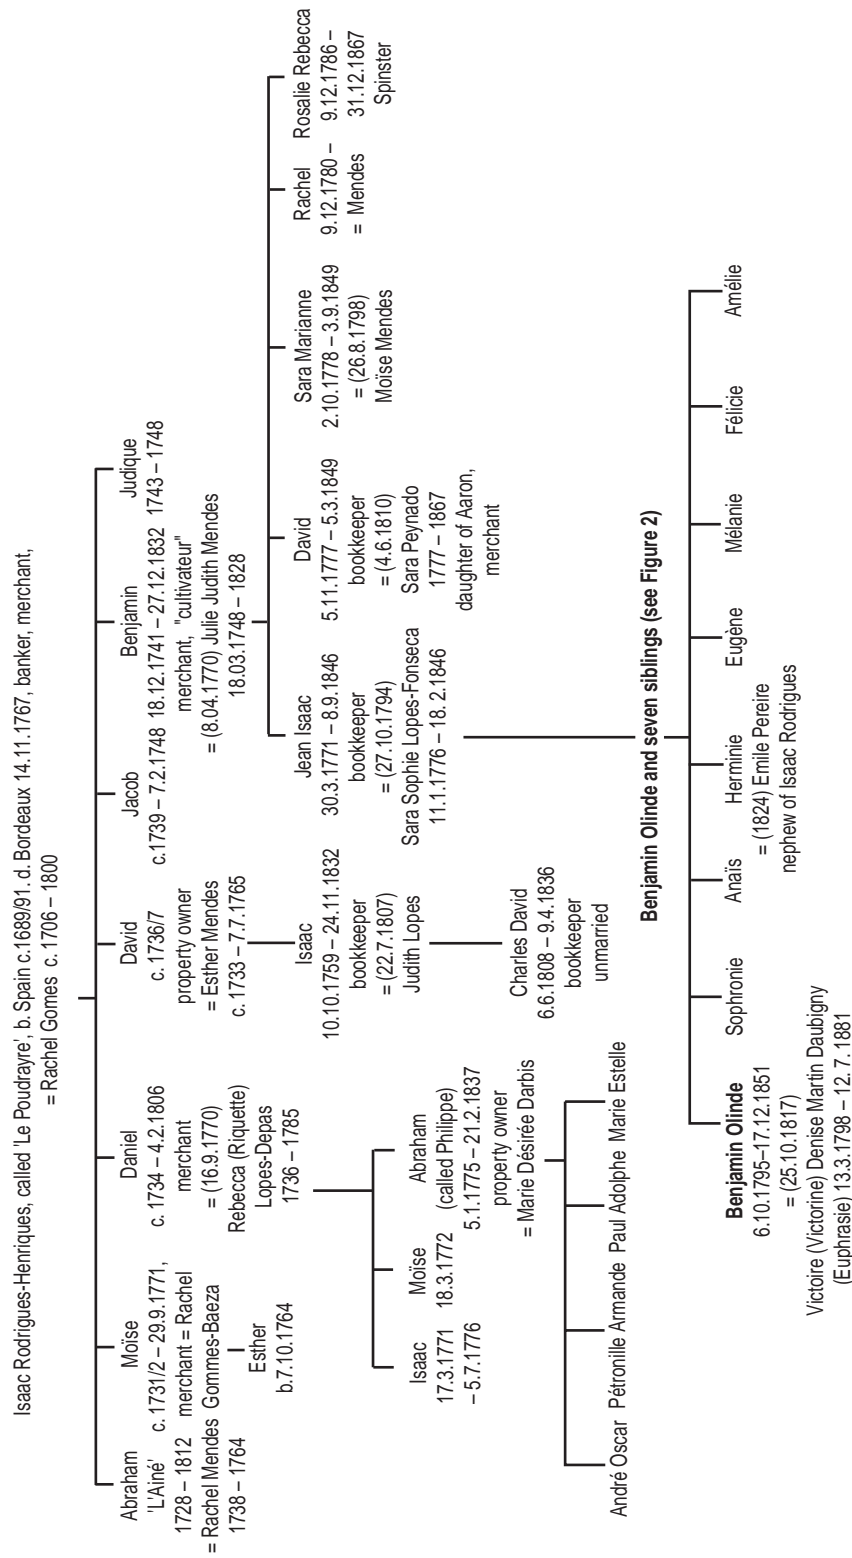 Isaac Rodrigues-Henriques, called 'Le Poudrayre', b. Spain c.1689/91. d. Bordeaux 14.11.1767, banker, merchant,
= Rachel Gomes c. 1706 – 1800
Abraham
'L'Ainé'
1728 – 1812
= Rachel Mendes
1738 – 1764
Moïse
c.1731/2 – 29.9.1771,
merchant = Rachel
Gommes-Baeza
Esther
b.7.10.1764
Daniel
c.1734 – 4.2.1806
merchant
= (16.9.1770)
Rebecca (Riquette)
Lopes-Depas
1736 – 1785
David
c.1736/7
property owner
= Esther Mendes
c.1733 – 7.7.1765
Jacob
c.1739 – 7.2.1748
Benjamin
18.12.1741 – 27.12.1832
merchant, "cultivateur"
= (8.04.1770) Julie Judith Mendes
18.03.1748 – 1828
Judique
1743 – 1748
Isaac
17.3.1771
– 5.7.1776
Moïse
18.3.1772
Abraham
(called Philippe)
5.1.1775 – 21.2.1837
property owner
= Marie Désirée Darbis
Isaac
10.10.1759 – 24.11.1832
bookkeeper
= (22.7.1807)
Judith Lopes
Jean Isaac
30.3.1771 – 8.9.1846
bookkeeper
= (27.10.1794)
Sara Sophie Lopes-Fonseca
11.1.1776 – 18. 2.1846
David
5.11.1777 – 5.3.1849
bookkeeper
= (4.6.1810)
Sara Peynado
1777 – 1867
daughter of Aaron,
merchant
Sara Marianne
2.10.1778 – 3.9.1849
= (26.8.1798)
Moïse Mendes
Rachel
9.12.1780 –
= Mendes
Rosalie Rebecca
9.12.1786 –
31.12.1867
Spinster
André Oscar Pétronille Armande Paul Adolphe Marie Estelle
Charles David
6.6.1808 – 9.4.1836
bookkeeper
unmarried
Benjamin Olinde and seven siblings (see Figure 2)
Benjamin Olinde
6.10.1795–17.12.1851
= (25.10.1817)
Victoire (Victorine) Denise Martin Daubigny
(Euphrasie) 13.3.1798 – 12. 7. 1881
Sophronie
Anaïs
Herminie
= (1824) Emile Pereire
nephew of Isaac Rodrigues
Eugène
Mélanie
Félicie
Amélie